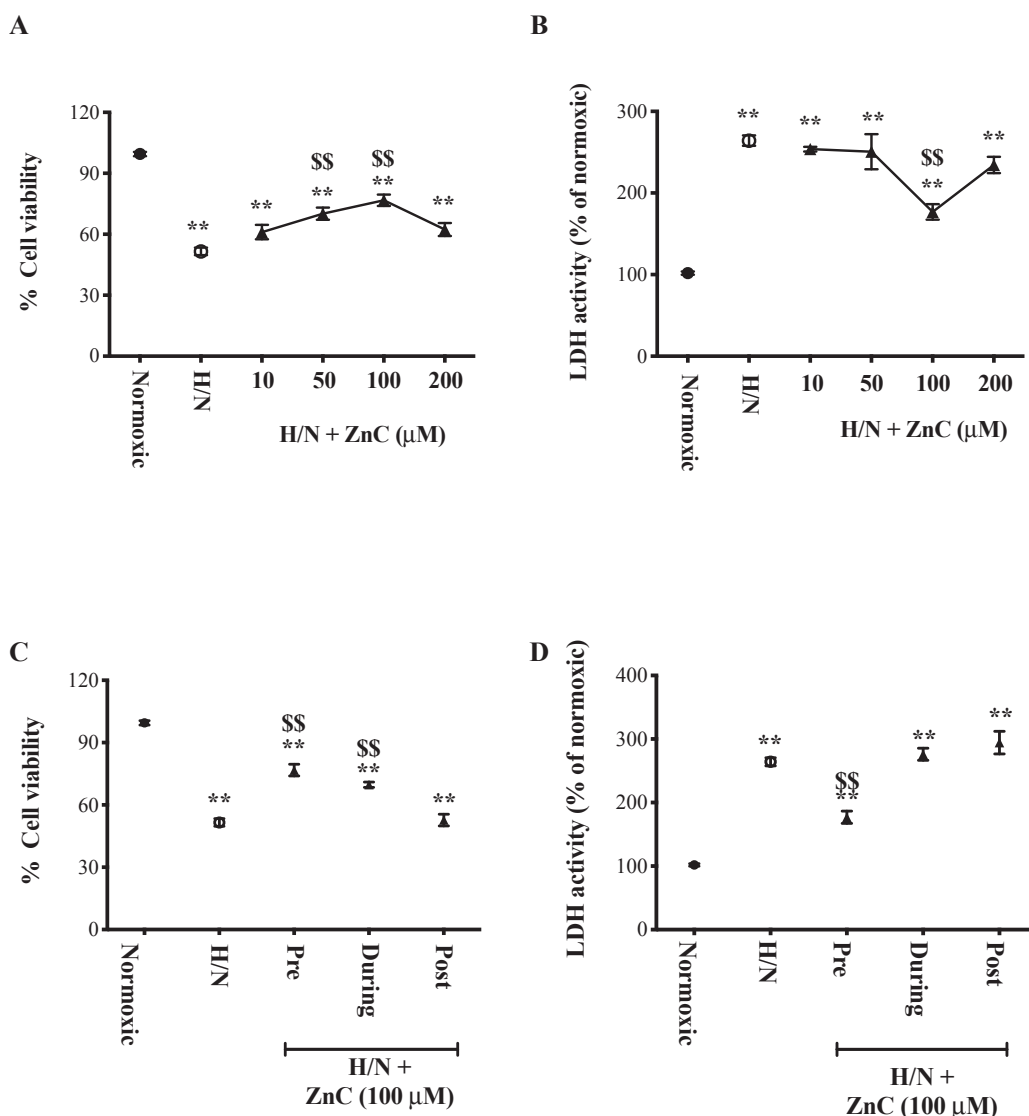 A
% Cell viability
120
90
60
30
0
**
**
$$
**
$$
**
**
Normoxic
H/N
10
50
100
200
H/N + ZnC (μM)
B
LDH activity (% of normoxic)
300
200
100
0
**
**
**
$$
**
**
Normoxic
H/N
10
50
100
200
H/N + ZnC (μM)
C
% Cell viability
120
90
60
30
0
**
$$
**
$$
**
**
Normoxic
H/N
Pre
During
Post
H/N +
ZnC (100 μM)
D
LDH activity (% of normoxic)
400
300
200
100
0
**
$$
**
**
**
Normoxic
H/N
Pre
During
Post
H/N +
ZnC (100 μM)